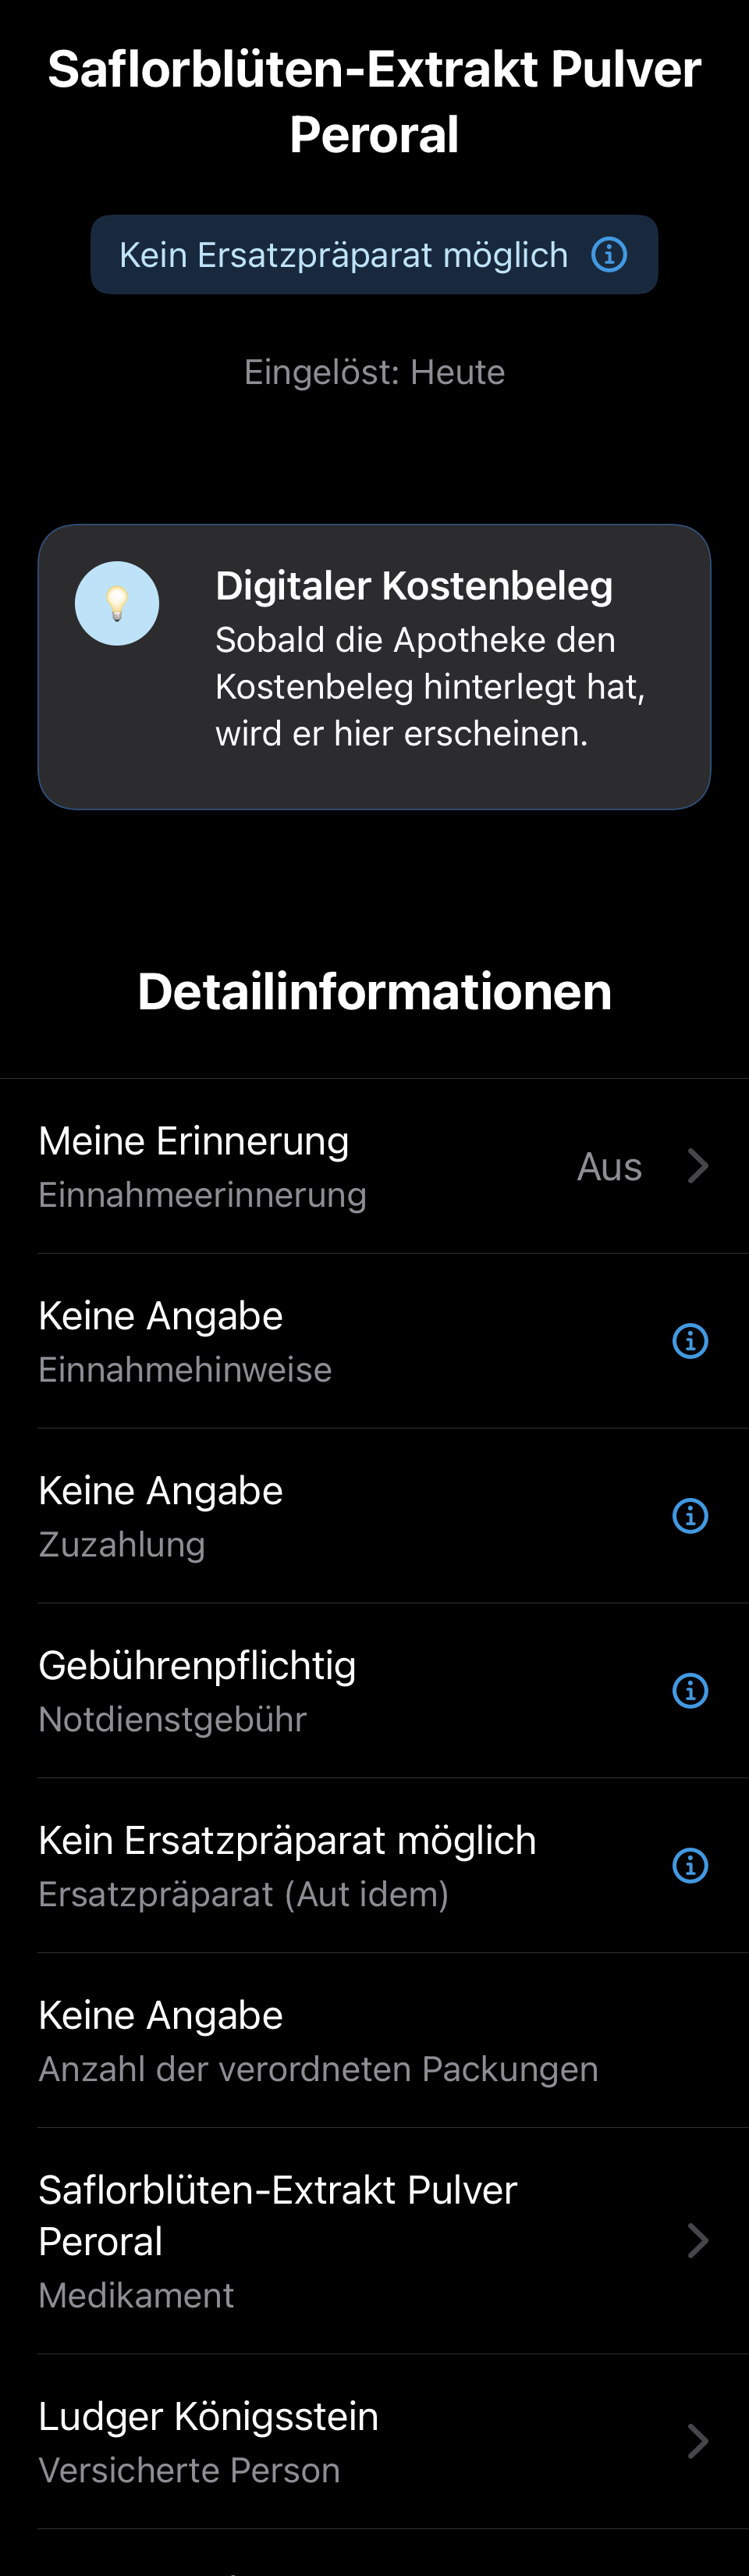 Saflorblüten-Extrakt Pulver
Peroral
Kein Ersatzpräparat möglich
Eingelöst: Heute
Digitaler Kostenbeleg
Sobald die Apotheke den
Kostenbeleg hinterlegt hat,
wird er hier erscheinen.
Detailinformationen
Meine Erinnerung
Einnahmeerinnerung
Aus
Keine Angabe
Einnahmehinweise
Keine Angabe
Zuzahlung
Gebührenpflichtig
Notdienstgebühr
Kein Ersatzpräparat möglich
Ersatzpräparat (Aut idem)
Keine Angabe
Anzahl der verordneten Packungen
Saflorblüten-Extrakt Pulver
Peroral
Medikament
Ludger Königsstein
Versicherte Person